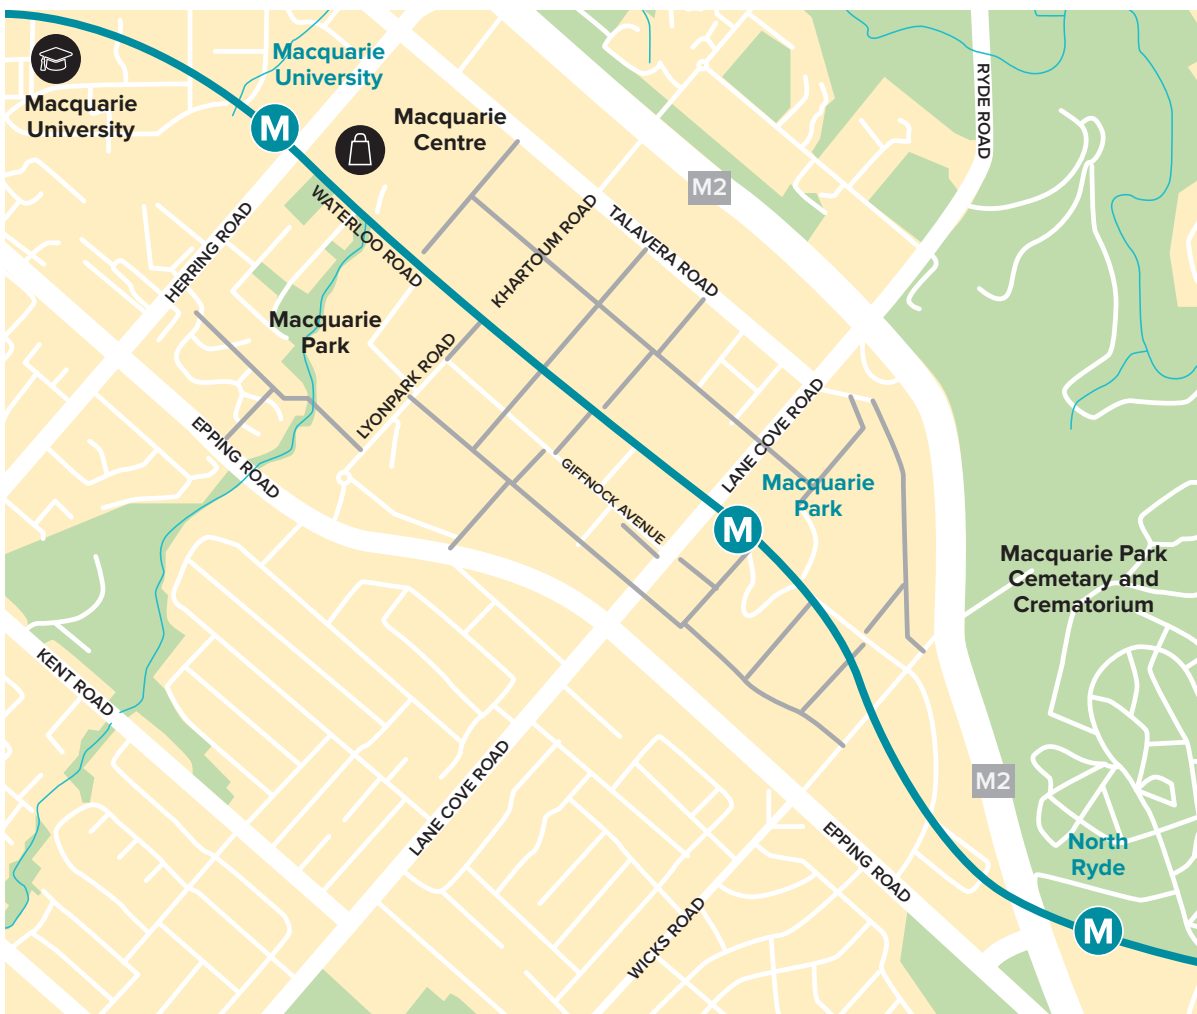 Macquarie
University
Macquarie
University
M
Macquarie
Centre
RYDE ROAD
M2
WATERLOO ROAD
HERRING ROAD
KHARTOUM ROAD
TALAVERA ROAD
Macquarie
Park
LYONPARK ROAD
LANE COVE ROAD
EPPING ROAD
GIFFNOCK AVENUE
Macquarie
Park
M
Macquarie Park
Cemetary and
Crematorium
KENT ROAD
LANE COVE ROAD
M2
EPPING ROAD
North
Ryde
WICKS ROAD
M